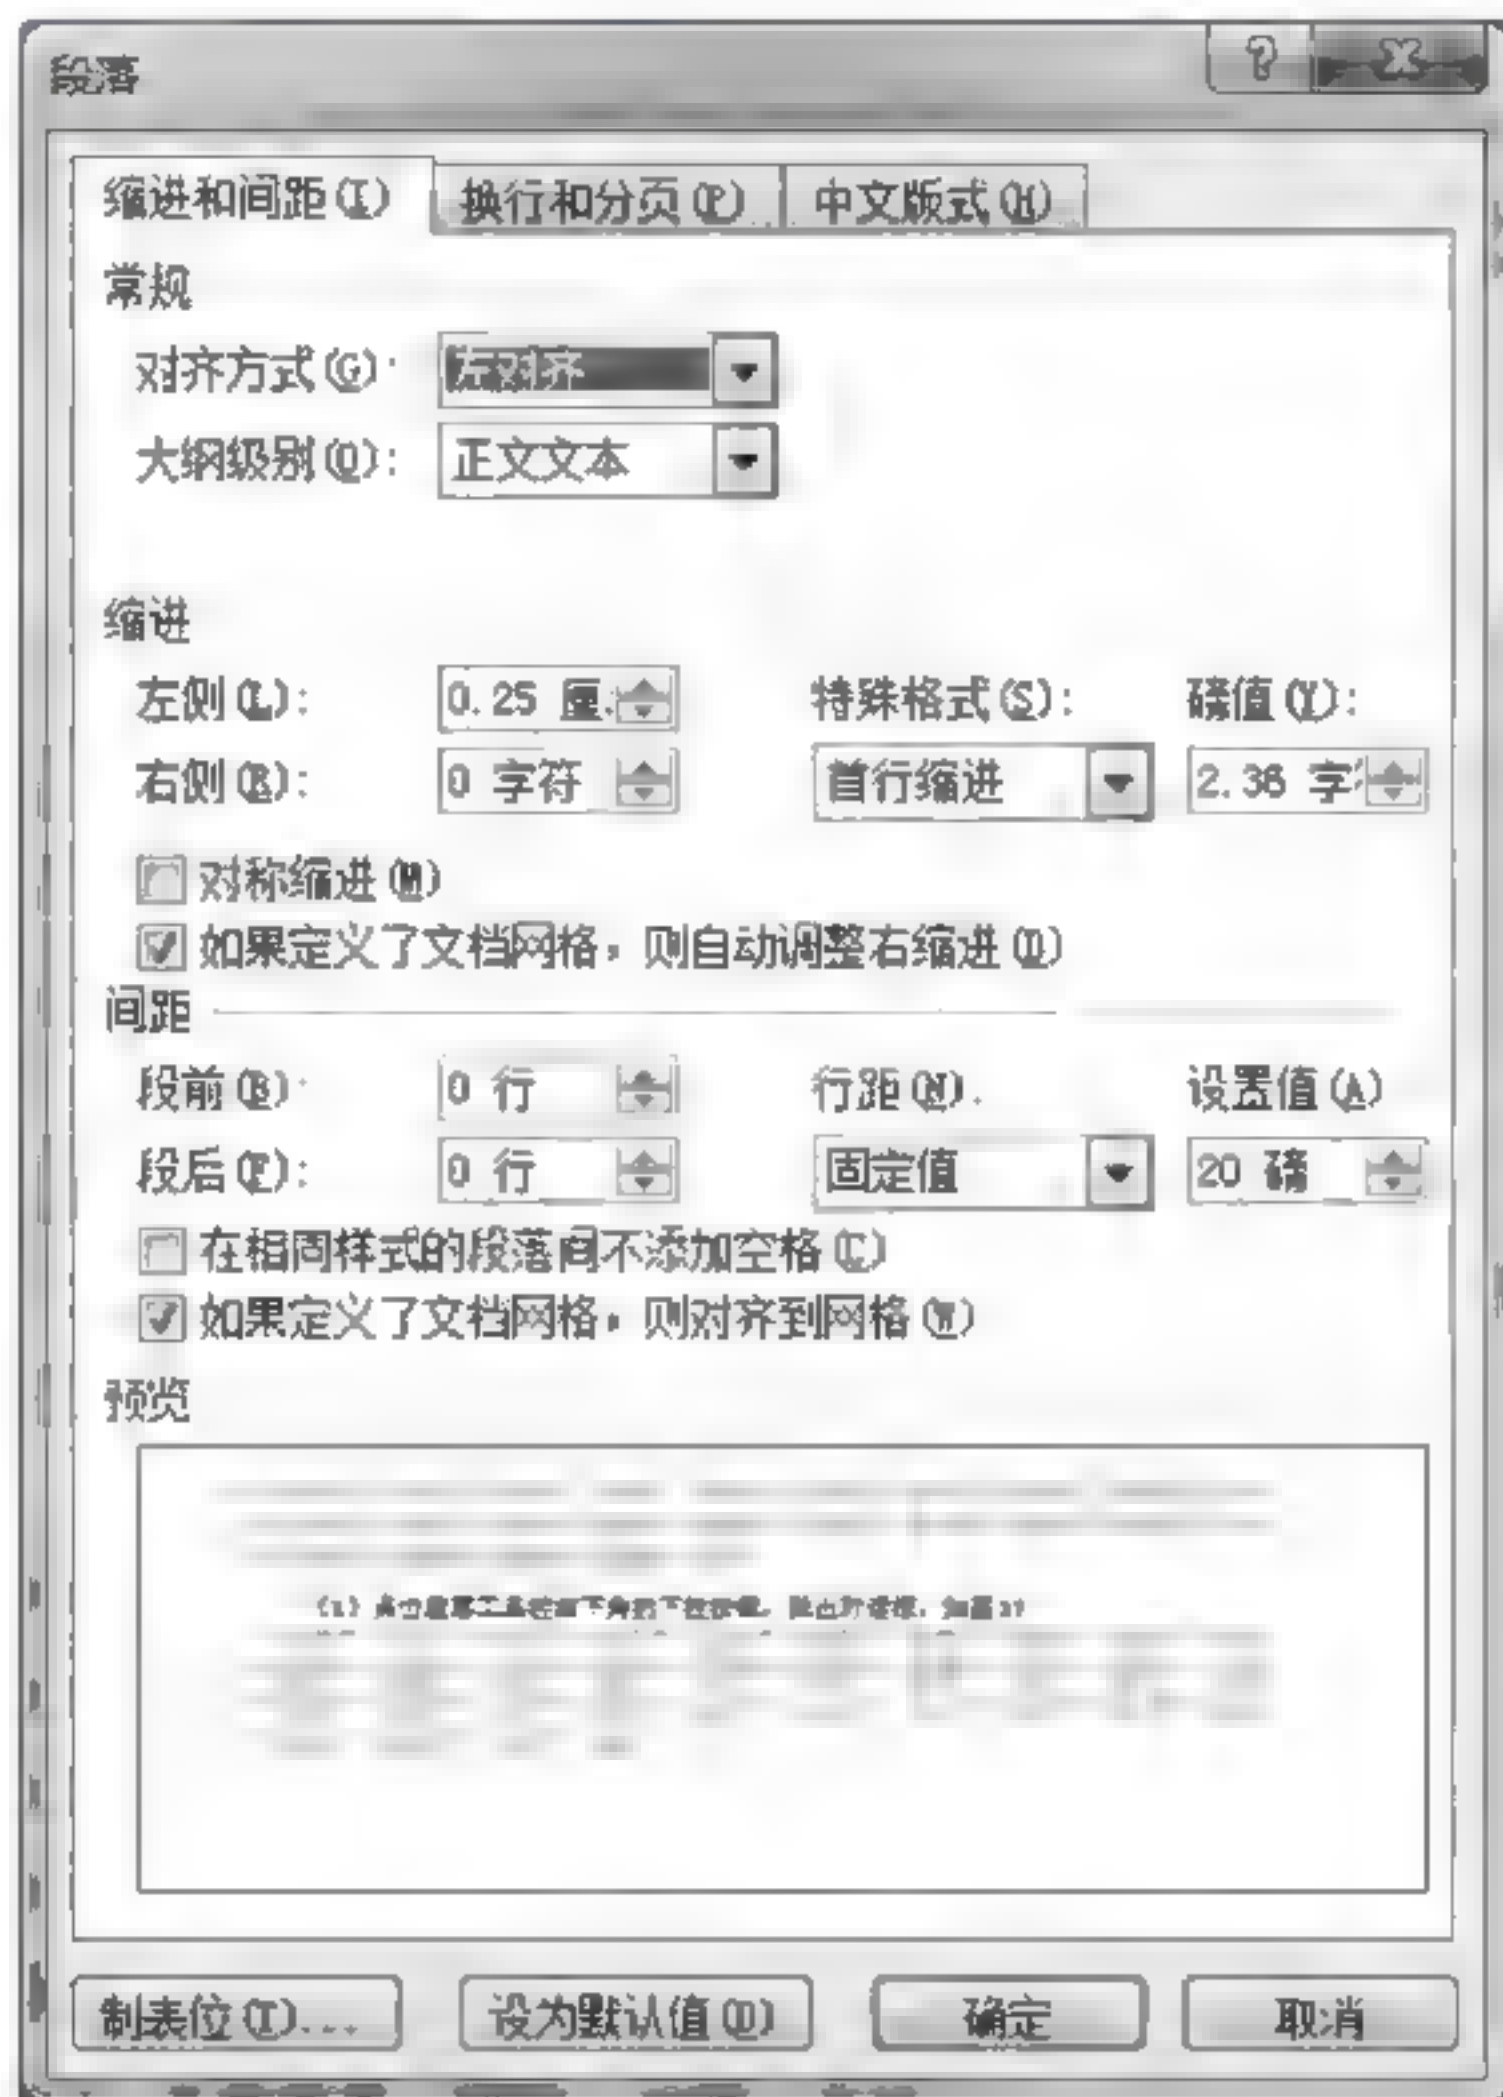 段落
缩进和间距(I) 换行和分页(P) 中文版式(H)
常规
对齐方式(G): 左对齐
大纲级别(O): 正文文本
缩进
左侧(L): 0.25 厘 特殊格式(S): 磅值(Y):
右侧(R): 0 字符 首行缩进 2.38 字
对称缩进(M)
如果定义了文档网格,则自动调整右缩进(D)
间距
段前(B): 0 行 行距(N). 设置值(A)
段后(F): 0 行 固定值 20 磅
在相同样式的段落间不添加空格(C)
如果定义了文档网格,则对齐到网格(W)
预览
制表位(T)... 设为默认值(D) 确定 取消